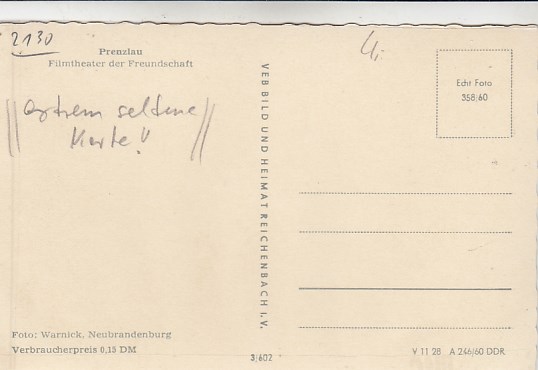 2130
Prenzlau
Filmtheater der Freundschaft
extrem seltene
Karte!
Foto: Warnick, Neubrandenburg
Verbraucherpreis 0,15 DM
VEB BILD UND HEIMAT REICHENBACH I. V.
3/602
Echt Foto
358/60
V 11 28 A 246/60 DDR